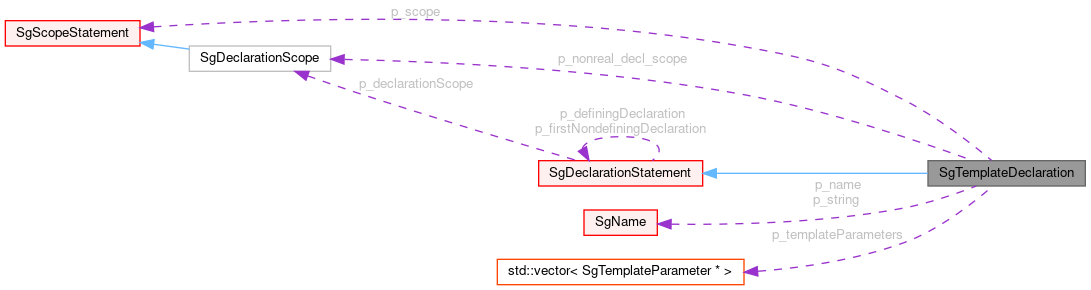 p_scope
SgScopeStatement
SgDeclarationScope
p_nonreal_decl_scope
p_declarationScope
p_definingDeclaration
p_firstNondefiningDeclaration
SgDeclarationStatement
SgTemplateDeclaration
p_name
p_string
SgName
p_templateParameters
std::vector< SgTemplateParameter * >